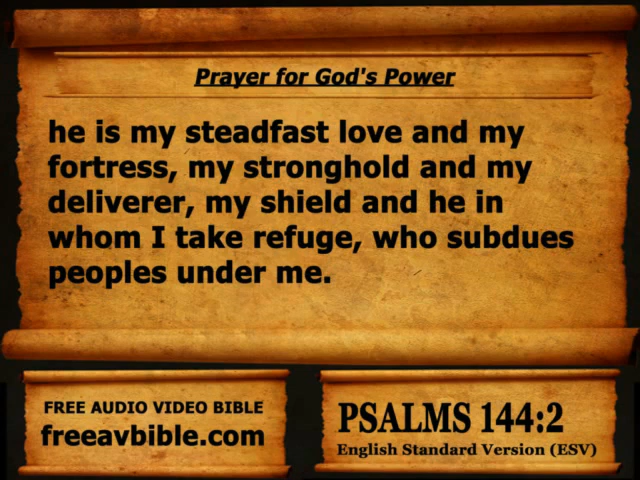 Prayer for God's Power
he is my steadfast love and my
fortress, my stronghold and my
deliverer, my shield and he in
whom I take refuge, who subdues
peoples under me.
FREE AUDIO VIDEO BIBLE
freeavbible.com
PSALMS 144:2
English Standard Version (ESV)